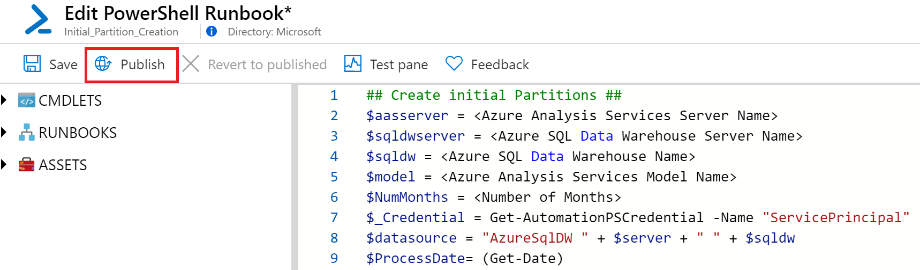 Edit PowerShell Runbook*
Initial_Partition_Creation Directory: Microsoft
Save Publish Revert to published Test pane Feedback
CMDLETS
RUNBOOKS
ASSETS
1 ## Create initial Partitions ##
2 $aasserver = <Azure Analysis Services Server Name>
3 $sqldwserver = <Azure SQL Data Warehouse Server Name>
4 $sqldw = <Azure SQL Data Warehouse Name>
5 $model = <Azure Analysis Services Model Name>
6 $NumMonths = <Number of Months>
7 $_Credential = Get-AutomationPSCredential -Name "ServicePrincipal"
8 $datasource = "AzureSqlDW " + $server + " " + $sqldw
9 $ProcessDate= (Get-Date)